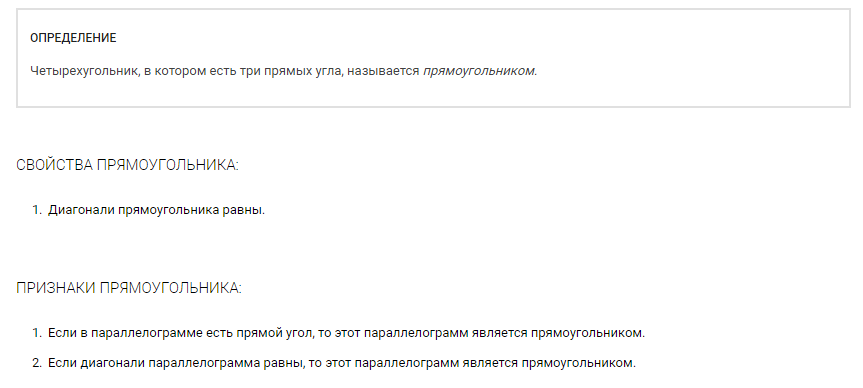 ОПРЕДЕЛЕНИЕ
Четырехугольник, в котором есть три прямых угла, называется прямоугольником.
СВОЙСТВА ПРЯМОУГОЛЬНИКА:
1. Диагонали прямоугольника равны.
ПРИЗНАКИ ПРЯМОУГОЛЬНИКА:
1. Если в параллелограмме есть прямой угол, то этот параллелограмм является прямоугольником.
2. Если диагонали параллелограмма равны, то этот параллелограмм является прямоугольником.